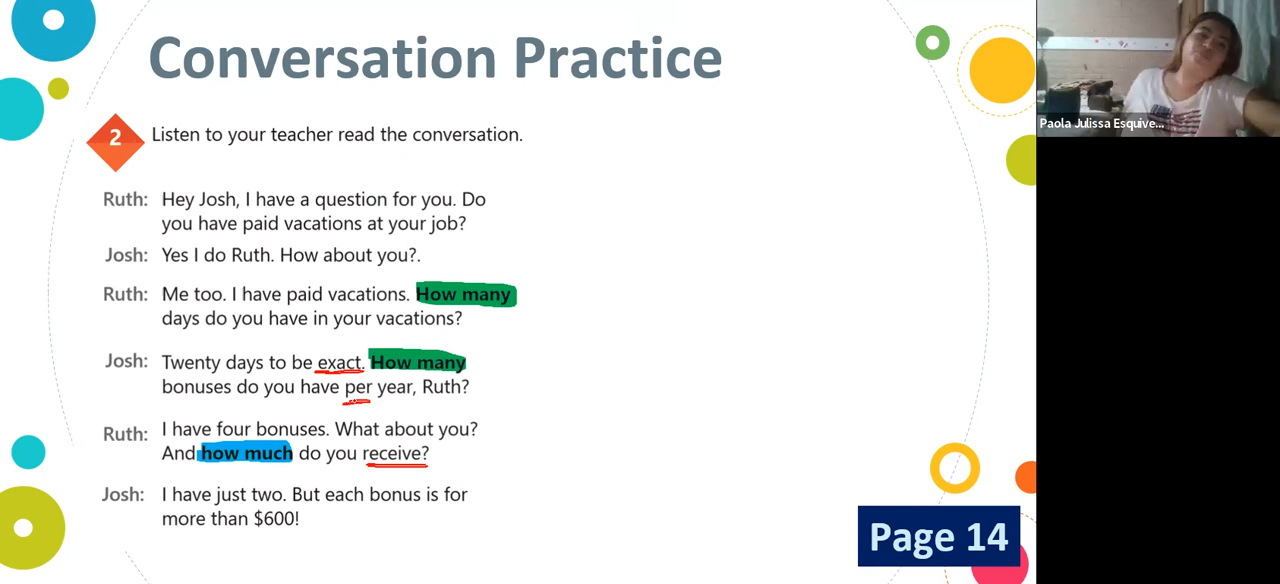 Conversation Practice
2
Listen to your teacher read the conversation.
Ruth: Hey Josh, I have a question for you. Do
you have paid vacations at your job?
Josh: Yes I do Ruth. How about you?.
Ruth: Me too. I have paid vacations. How many
days do you have in your vacations?
Josh: Twenty days to be exact. How many
bonuses do you have per year, Ruth?
Ruth: I have four bonuses. What about you?
And how much do you receive?
Josh: I have just two. But each bonus is for
more than $600!
Page 14
Paola Julissa Esquive...